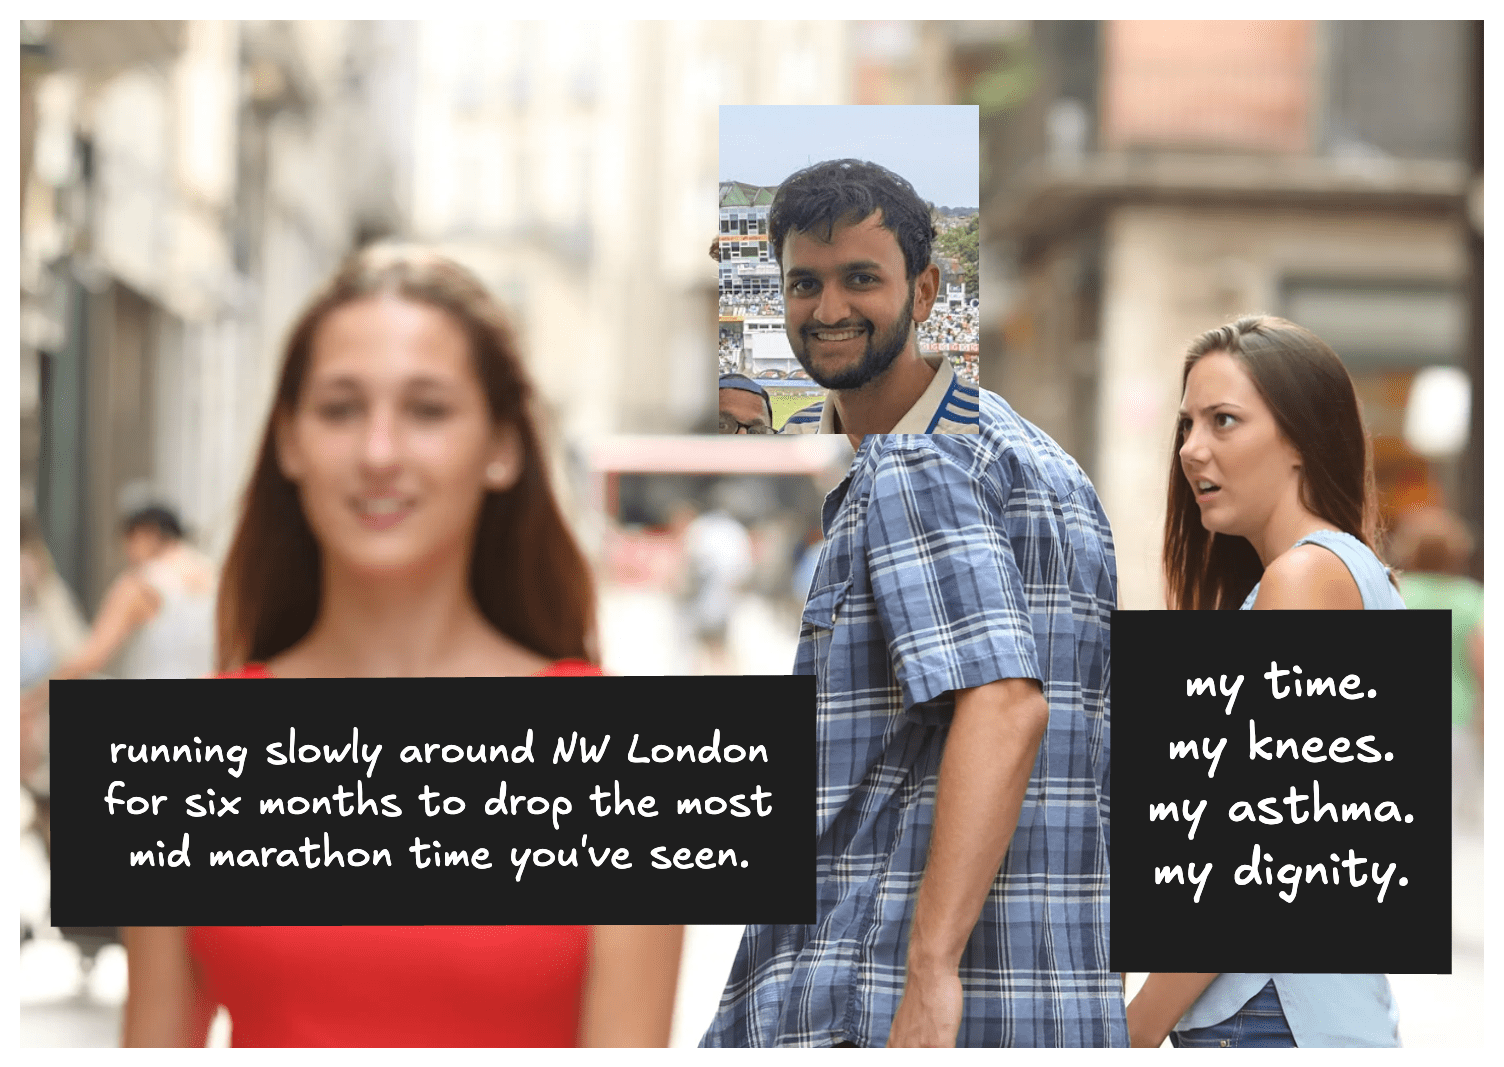 running slowly around NW London
for six months to drop the most
mid marathon time you've seen.
my time.
my knees.
my asthma.
my dignity.